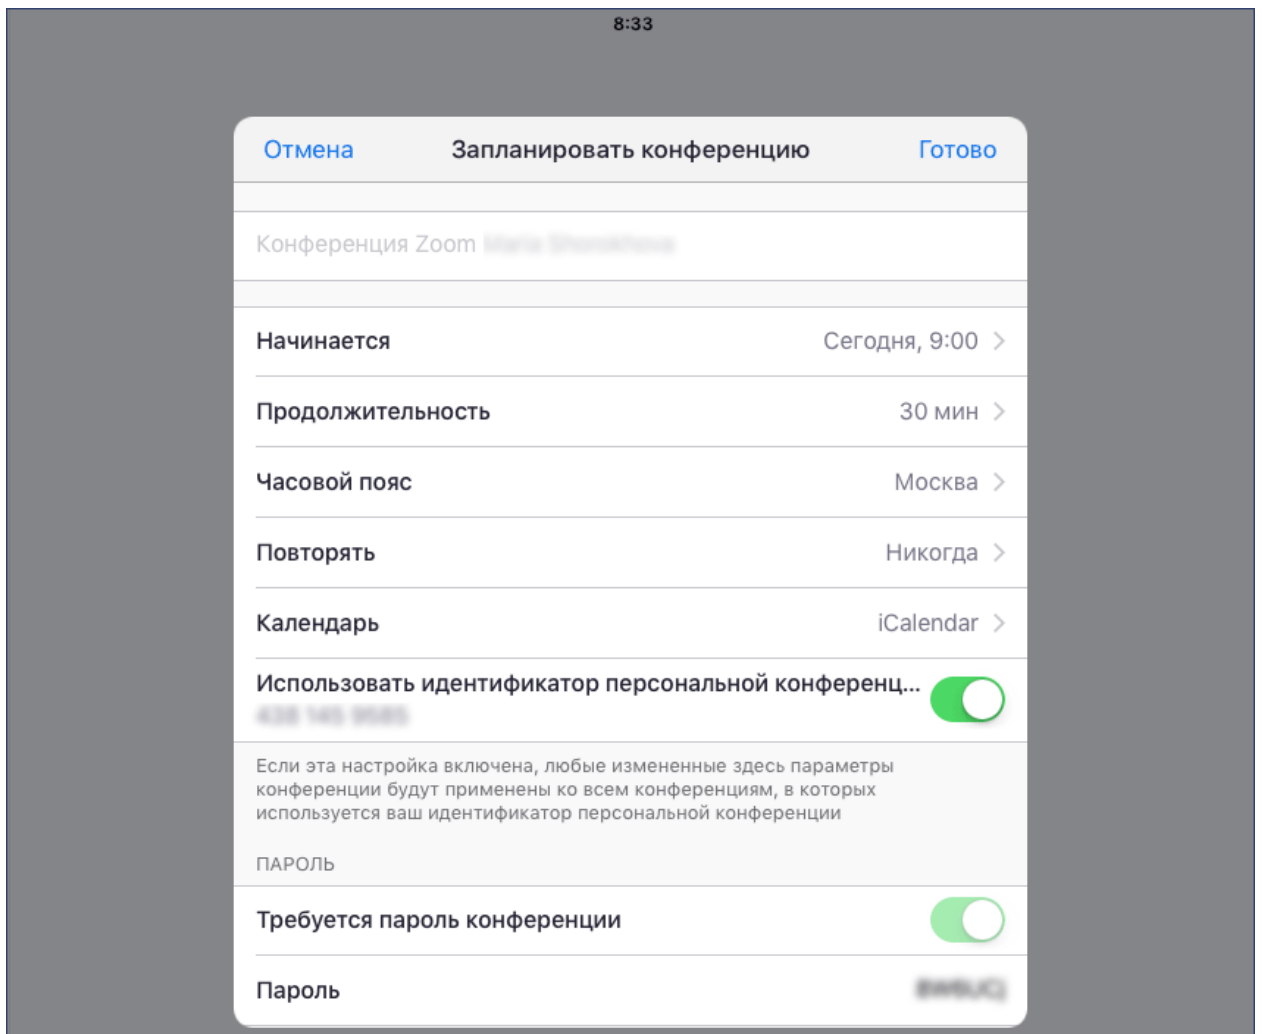 8:33
Отмена Запланировать конференцию Готово
Конференция Zoom
Начинается Сегодня, 9:00
Продолжительность 30 мин
Часовой пояс Москва
Повторять Никогда
Календарь iCalendar
Использовать идентификатор персональной конференц...
Если эта настройка включена, любые измененные здесь параметры
конференции будут применены ко всем конференциям, в которых
используется ваш идентификатор персональной конференции
ПАРОЛЬ
Требуется пароль конференции
Пароль